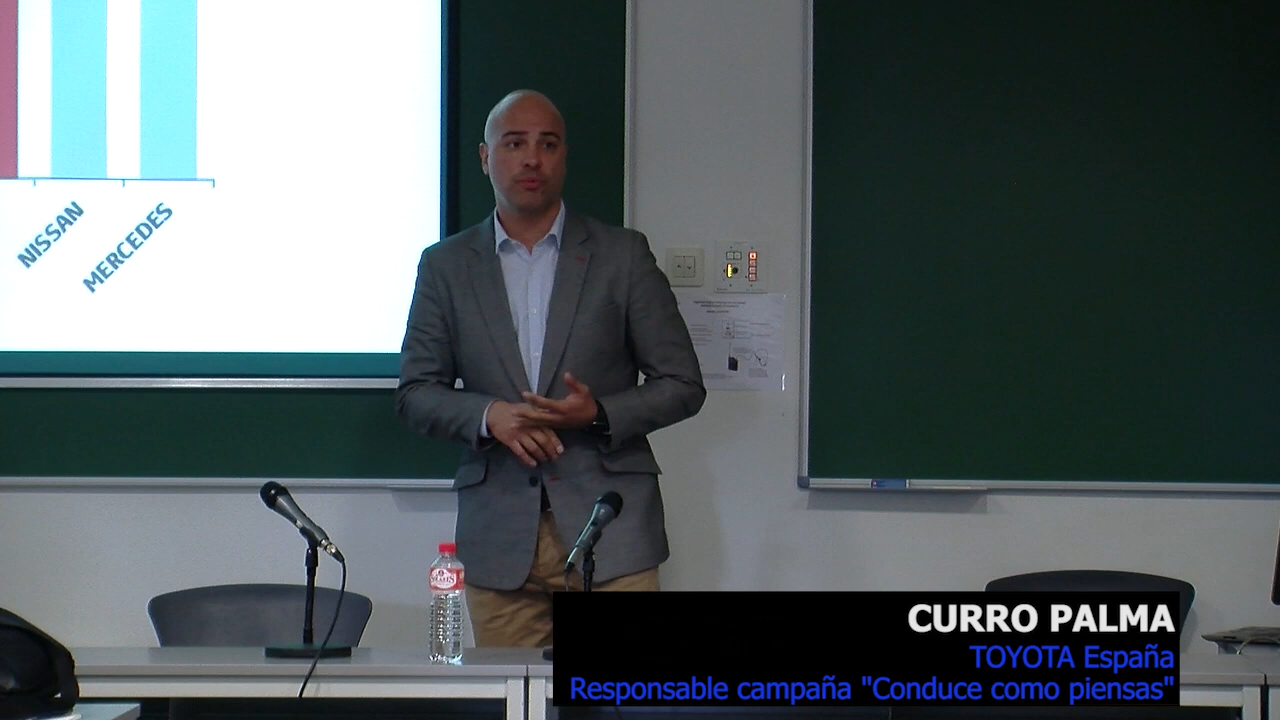 NISSAN
MERCEDES
CURRO PALMA
TOYOTA España
Responsable campaña "Conduce como piensas"